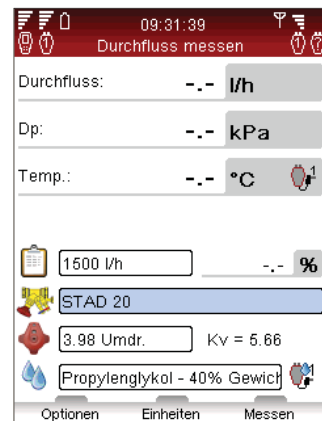 09:31:39
Durchfluss messen
Durchfluss: -.- l/h
Dp: -.- kPa
Temp.: -.- °C 1
1500 l/h -.- %
STAD 20
3.98 Umdr. Kv = 5.66
Propylenglykol - 40% Gewich
Optionen Einheiten Messen